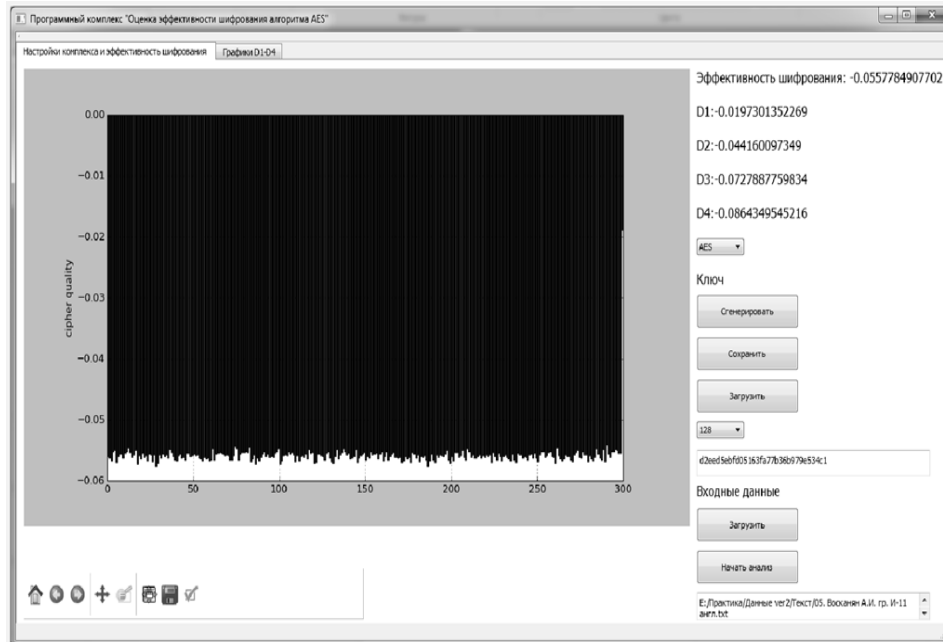 Программный комплекс "Оценка эффективности шифрования алгоритма AES"
Настройки комплекса и эффективность шифрования
Графики D1-D4
cipher quality
0.00
−0.01
−0.02
−0.03
−0.04
−0.05
−0.06
0
50
100
150
200
250
300
Эффективность шифрования: -0.0557784907702
D1:-0.0197301352269
D2:-0.044160097349
D3:-0.0727887759834
D4:-0.0864349545216
AES
Ключ
Сгенерировать
Сохранить
Загрузить
128
d2eed5ebfd05163fa77b36b979e534c1
Входные данные
Загрузить
Начать анализ
E:/Практика/Данные ver2/Текст/05. Восканян А.И. гр. И-11
англ.txt